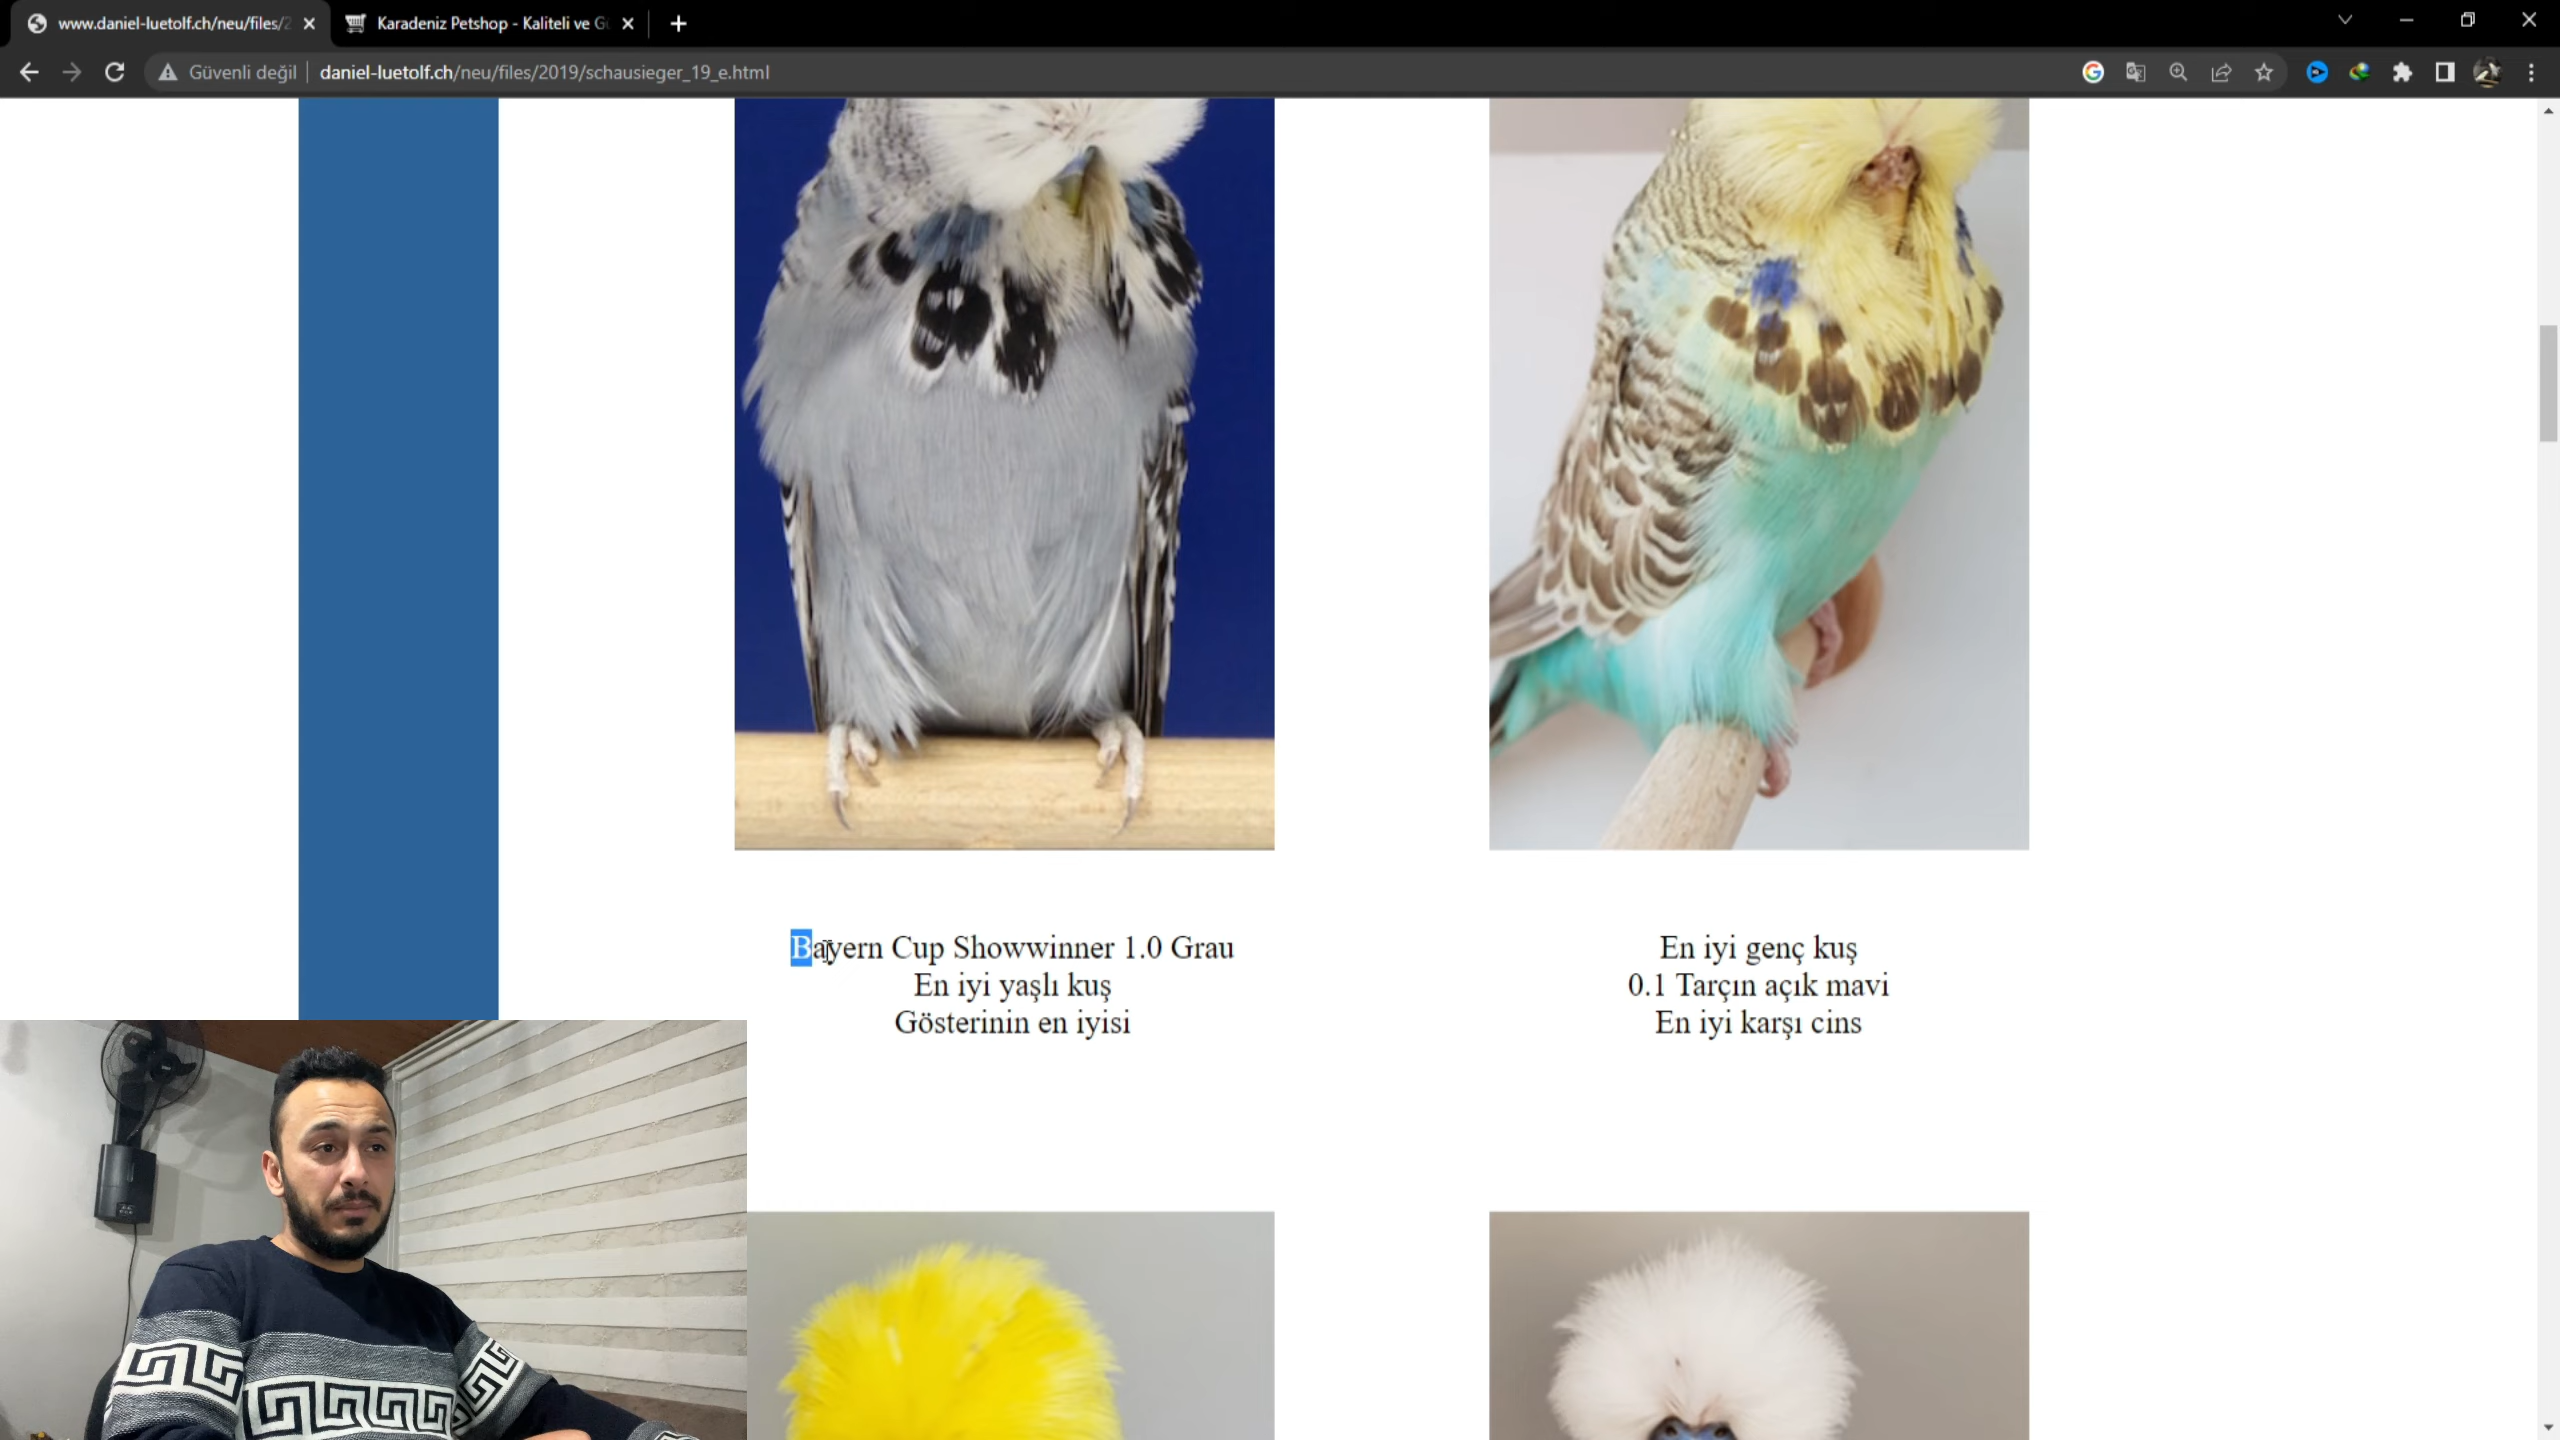 www.daniel-luetolf.ch/neu/files/2
Karadeniz Petshop - Kaliteli ve G
Güvenli değil
daniel-luetolf.ch/neu/files/2019/schausieger_19_e.html
Bayern Cup Showwinner 1.0 Grau
En iyi yaşlı kuş
Gösterinin en iyisi
En iyi genç kuş
0.1 Tarçın açık mavi
En iyi karşı cins